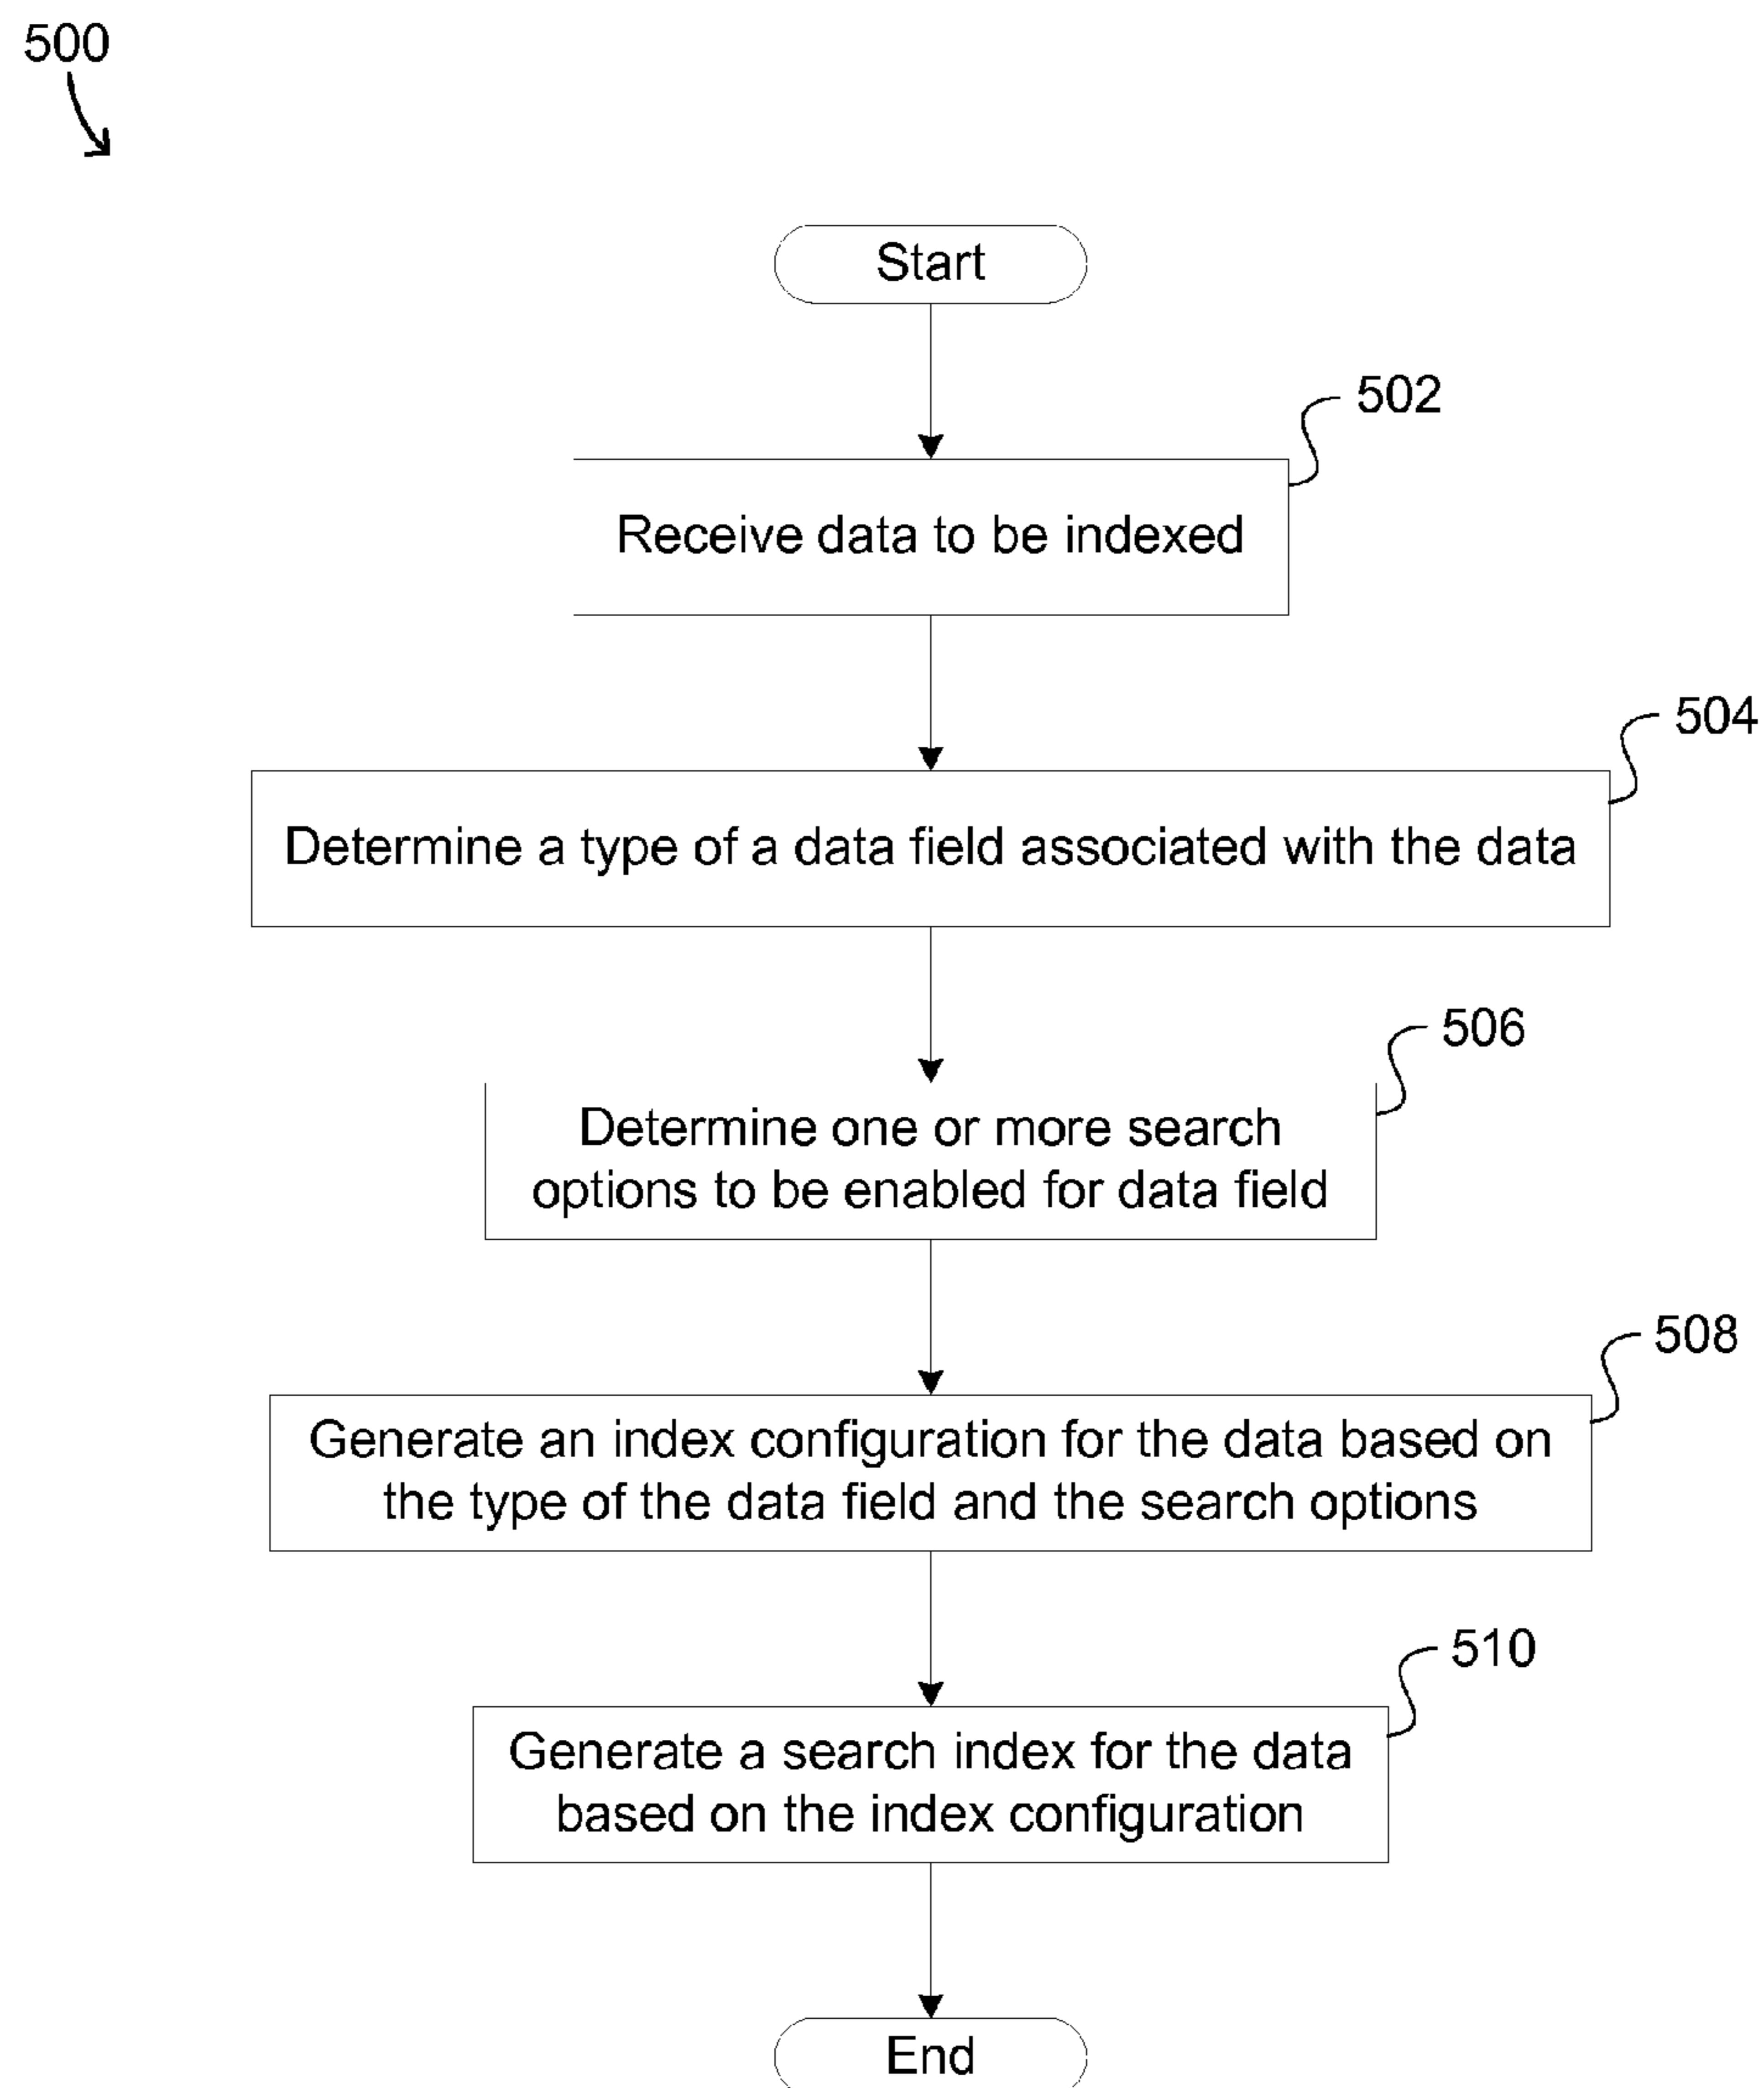 500
Start
502
Receive data to be indexed
504
Determine a type of a data field associated with the data
506
Determine one or more search
options to be enabled for data field
508
Generate an index configuration for the data based on
the type of the data field and the search options
510
Generate a search index for the data
based on the index configuration
End